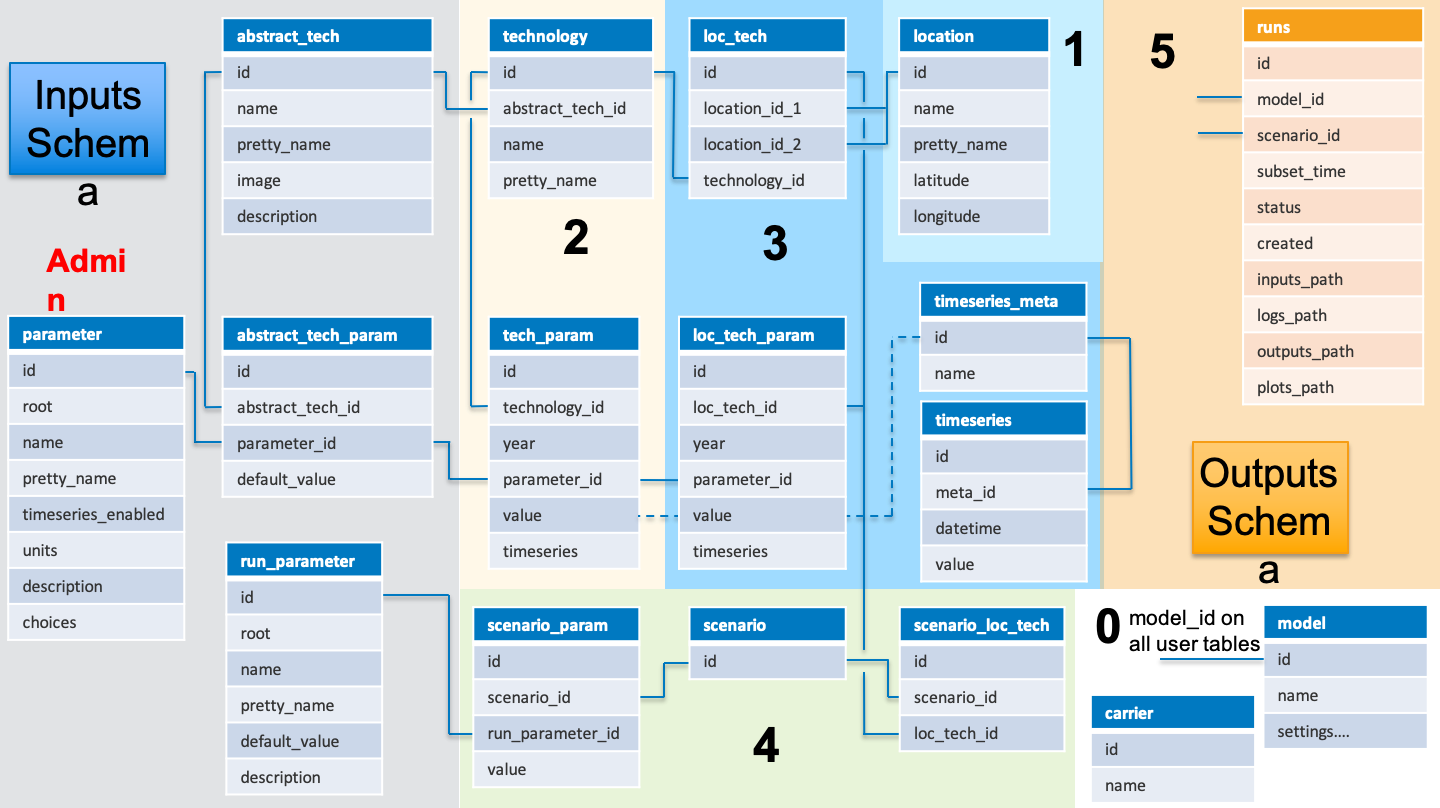 Inputs
Schem
a
Admi
n
parameter
id
root
name
pretty_name
timeseries_enabled
units
description
choices
abstract_tech
id
name
pretty_name
image
description
abstract_tech_param
id
abstract_tech_id
parameter_id
default_value
run_parameter
id
root
name
pretty_name
default_value
description
technology
id
abstract_tech_id
name
pretty_name
2
tech_param
id
technology_id
year
parameter_id
value
timeseries
loc_tech
id
location_id_1
location_id_2
technology_id
3
loc_tech_param
id
loc_tech_id
year
parameter_id
value
timeseries
location
id
name
pretty_name
latitude
longitude
1
timeseries_meta
id
name
timeseries
id
meta_id
datetime
value
scenario_param
id
scenario_id
run_parameter_id
value
scenario
id
4
scenario_loc_tech
id
scenario_id
loc_tech_id
5
runs
id
model_id
scenario_id
subset_time
status
created
inputs_path
logs_path
outputs_path
plots_path
Outputs
Schem
a
0
model_id on
all user tables
model
id
name
settings....
carrier
id
name